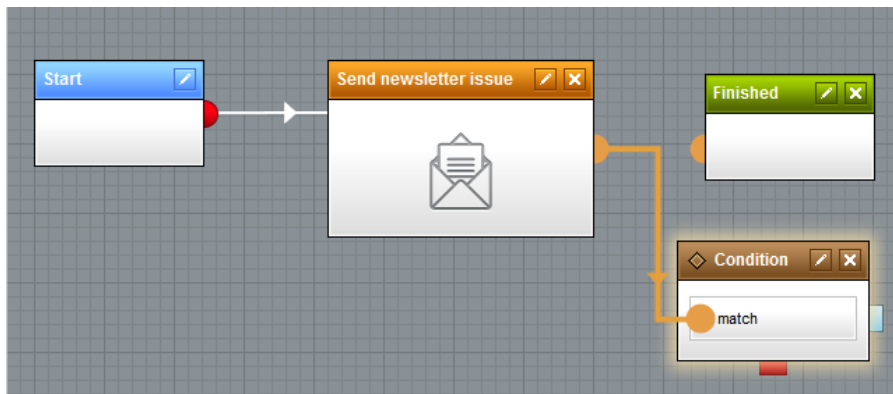 Start
Send newsletter issue
Finished
Condition
match